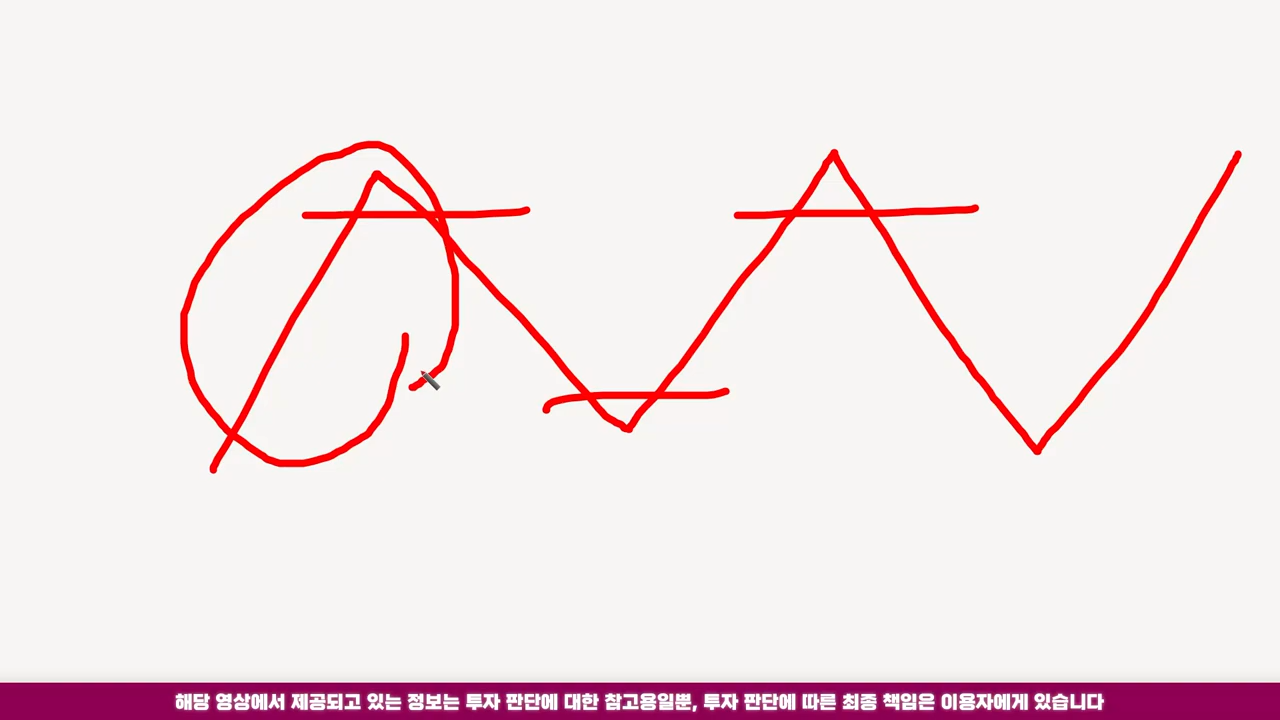 해당 영상에서 제공되고 있는 정보는 투자 판단에 대한 참고용일뿐, 투자 판단에 따른 최종 책임은 이용자에게 있습니다